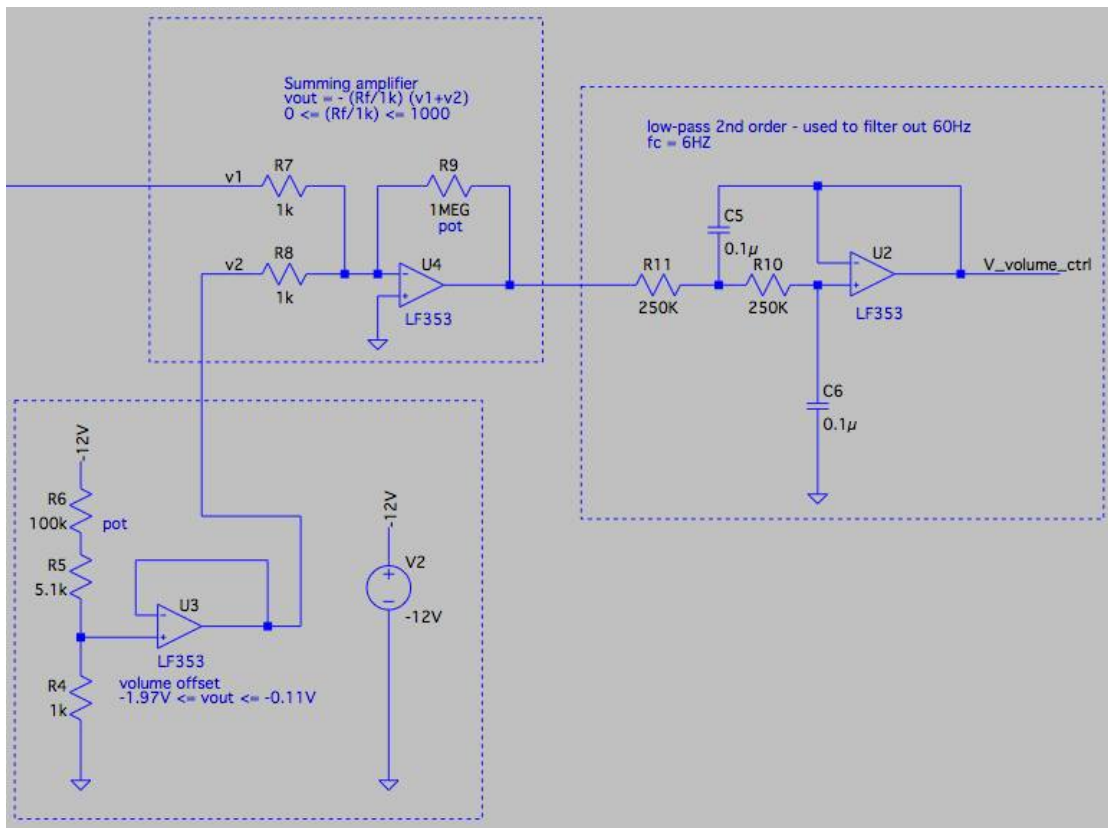 Summing amplifier
vout = - (Rf/1k) (v1+v2)
0 <= (Rf/1k) <= 1000
low-pass 2nd order - used to filter out 60Hz
fc = 6HZ
v1
R7
1k
R9
1MEG
pot
v2
R8
1k
U4
LF353
C5
0.1µ
R11
250K
R10
250K
U2
LF353
V_volume_ctrl
C6
0.1µ
-12V
R6
100k
pot
R5
5.1k
U3
LF353
R4
1k
volume offset
-1.97V <= vout <= -0.11V
-12V
V2
-12V